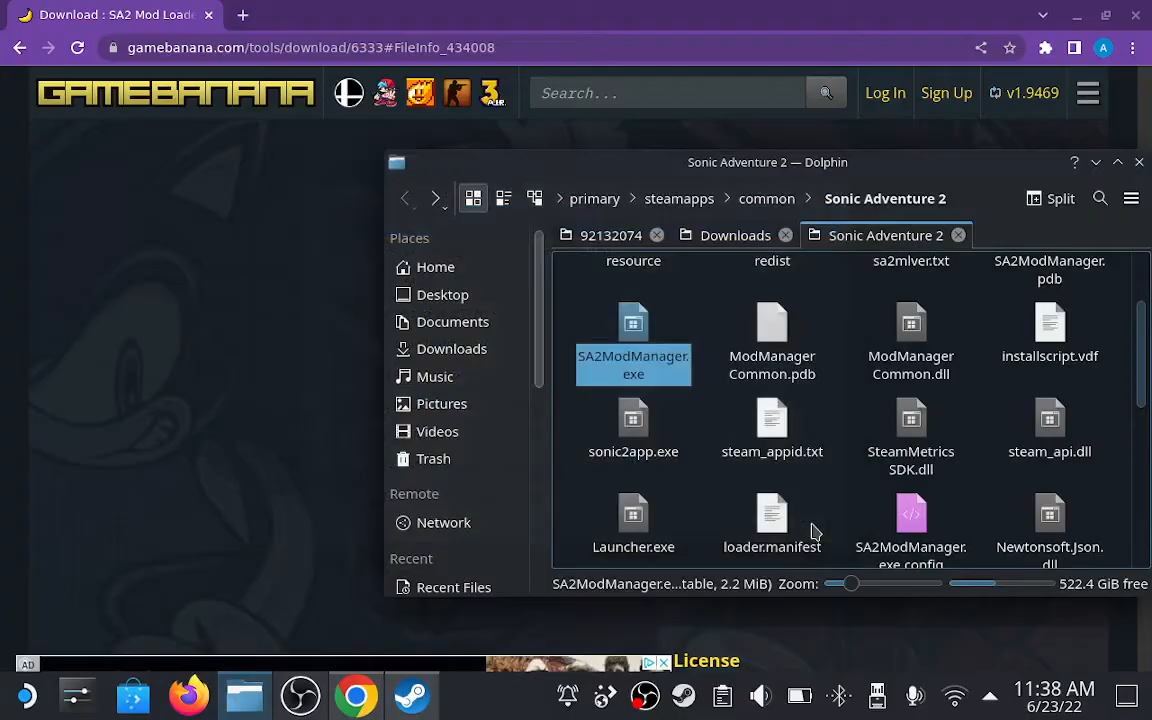 Download : SA2 Mod Loade
gamebanana.com/tools/download/6333#FileInfo_434008
A
GAMEBANANA
Search...
Log In
Sign Up
v1.9469
Sonic Adventure 2 — Dolphin
primary
steamapps
common
Sonic Adventure 2
Split
Places
Home
Desktop
Documents
Downloads
Music
Pictures
Videos
Trash
Remote
Network
Recent
Recent Files
92132074
Downloads
Sonic Adventure 2
resource
redist
sa2mlver.txt
SA2ModManager.
pdb
SA2ModManager.
exe
ModManager
Common.pdb
ModManager
Common.dll
installscript.vdf
sonic2app.exe
steam_appid.txt
SteamMetrics
SDK.dll
steam_api.dll
Launcher.exe
loader.manifest
SA2ModManager.
exe.config
Newtonsoft.Json.
dll
SA2ModManager.e...table, 2.2 MiB)
Zoom:
522.4 GiB free
AD
License
11:38 AM
6/23/22